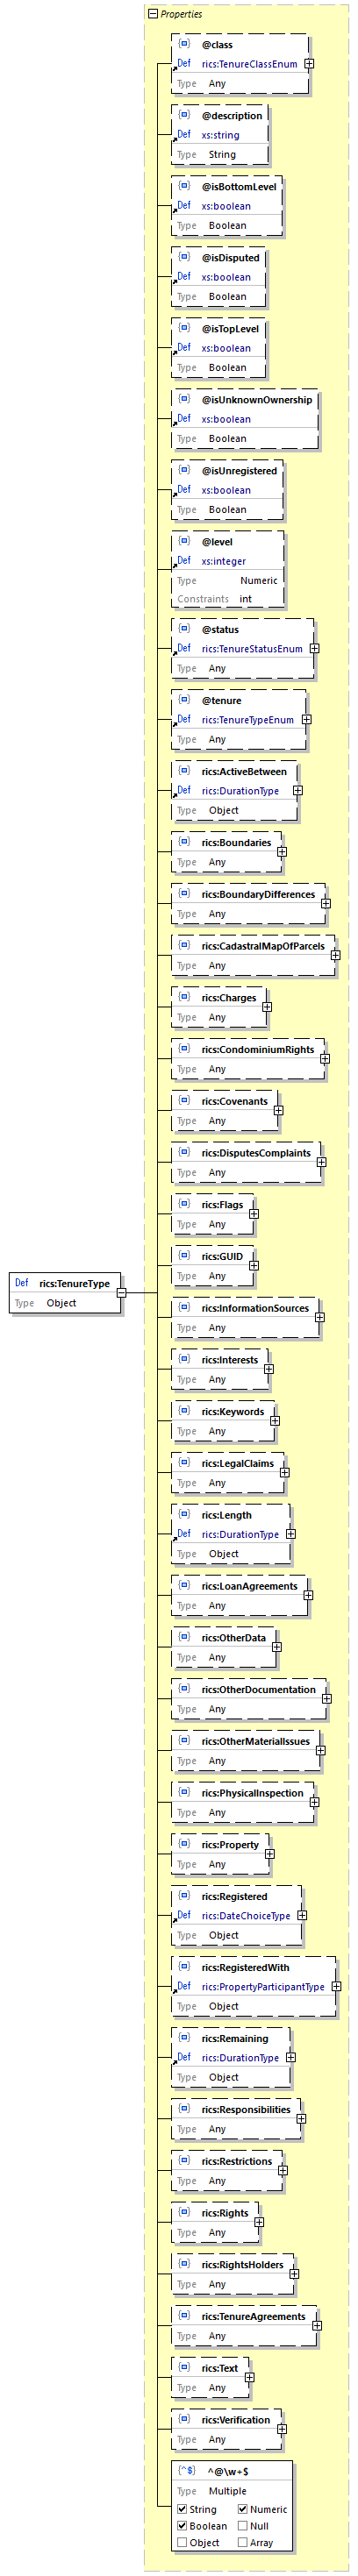 Properties
@class
Def rics:TenureClassEnum
Type Any
@description
Def xs:string
Type String
@isBottomLevel
Def xs:boolean
Type Boolean
@isDisputed
Def xs:boolean
Type Boolean
@isTopLevel
Def xs:boolean
Type Boolean
@isUnknownOwnership
Def xs:boolean
Type Boolean
@isUnregistered
Def xs:boolean
Type Boolean
@level
Def xs:integer
Type Numeric
Constraints int
@status
Def rics:TenureStatusEnum
Type Any
@tenure
Def rics:TenureTypeEnum
Type Any
rics:ActiveBetween
Def rics:DurationType
Type Object
rics:Boundaries
Type Any
rics:BoundaryDifferences
Type Any
rics:CadastralMapOfParcels
Type Any
rics:Charges
Type Any
rics:CondominiumRights
Type Any
rics:Covenants
Type Any
rics:DisputesComplaints
Type Any
rics:Flags
Type Any
rics:GUID
Type Any
Def rics:TenureType
Type Object
rics:InformationSources
Type Any
rics:Interests
Type Any
rics:Keywords
Type Any
rics:LegalClaims
Type Any
rics:Length
Def rics:DurationType
Type Object
rics:LoanAgreements
Type Any
rics:OtherData
Type Any
rics:OtherDocumentation
Type Any
rics:OtherMaterialIssues
Type Any
rics:PhysicalInspection
Type Any
rics:Property
Type Any
rics:Registered
Def rics:DateChoiceType
Type Object
rics:RegisteredWith
Def rics:PropertyParticipantType
Type Object
rics:Remaining
Def rics:DurationType
Type Object
rics:Responsibilities
Type Any
rics:Restrictions
Type Any
rics:Rights
Type Any
rics:RightsHolders
Type Any
rics:TenureAgreements
Type Any
rics:Text
Type Any
rics:Verification
Type Any
{^$} ^@\w+$
Type Multiple
String Numeric
Boolean Null
Object Array